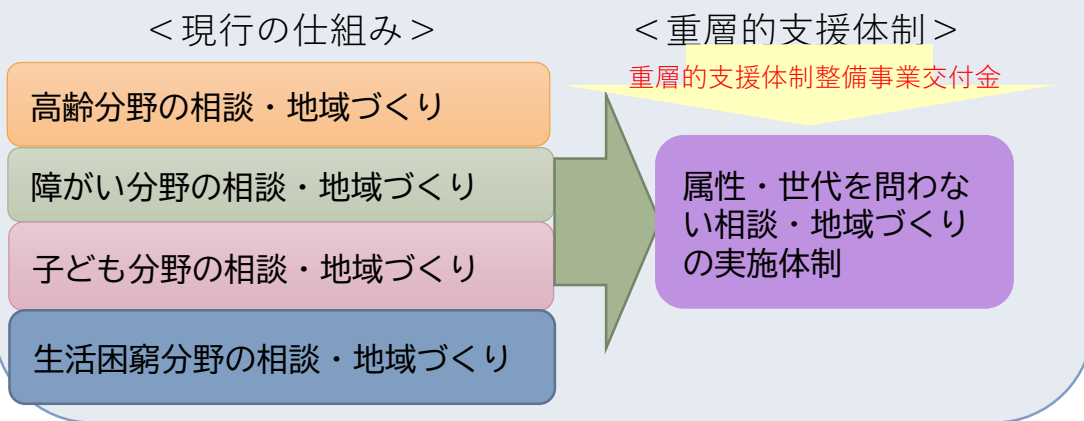 ＜現行の仕組み＞
高齢分野の相談・地域づくり
障がい分野の相談・地域づくり
子ども分野の相談・地域づくり
生活困窮分野の相談・地域づくり
＜重層的支援体制＞
重層的支援体制整備事業交付金
属性・世代を問わな
い相談・地域づくり
の実施体制